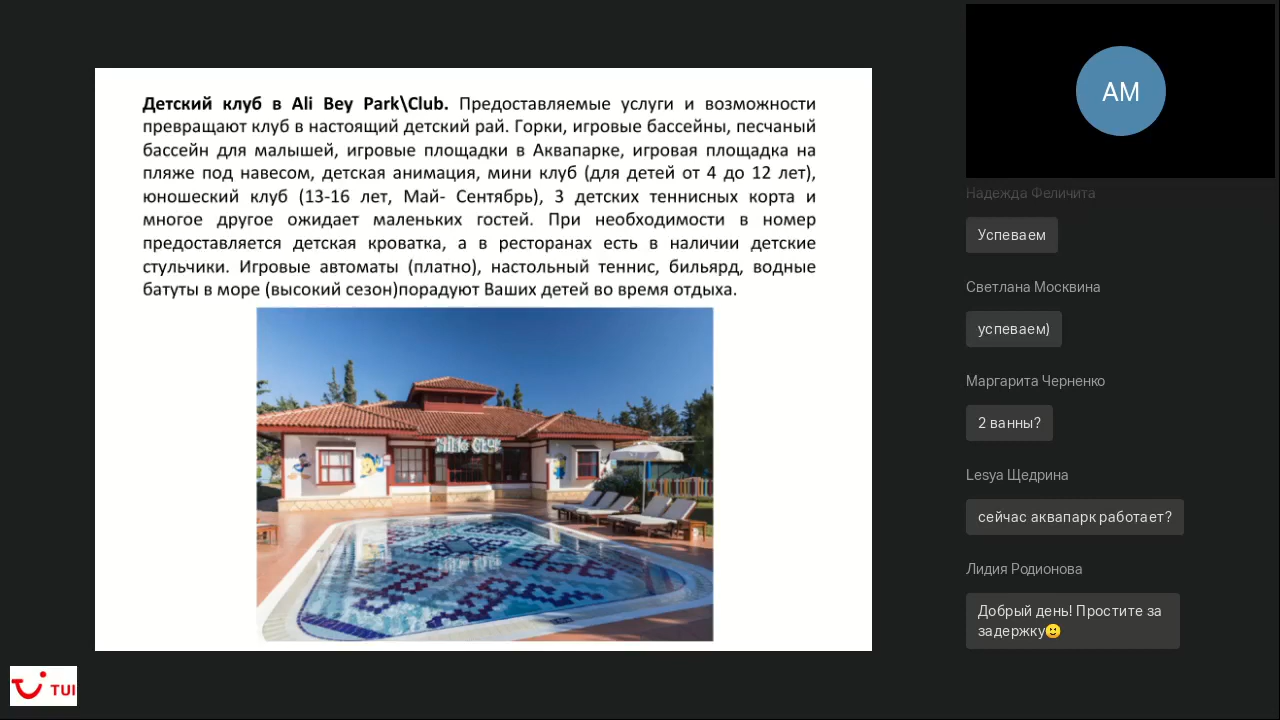 Детский клуб в Ali Bey Park\Club. Предоставляемые услуги и возможности
превращают клуб в настоящий детский рай. Горки, игровые бассейны, песчаный
бассейн для малышей, игровые площадки в Аквапарке, игровая площадка на
пляже под навесом, детская анимация, мини клуб (для детей от 4 до 12 лет),
юношеский клуб (13-16 лет, Май- Сентябрь), 3 детских теннисных корта и
многое другое ожидает маленьких гостей. При необходимости в номер
предоставляется детская кроватка, а в ресторанах есть в наличии детские
стульчики. Игровые автоматы (платно), настольный теннис, бильярд, водные
батуты в море (высокий сезон)порадуют Ваших детей во время отдыха.
TUI
AM
Надежда Феличита
Успеваем
Светлана Москвина
успеваем)
Маргарита Черненко
2 ванны?
Lesya Щедрина
сейчас аквапарк работает?
Лидия Родионова
Добрый день! Простите за
задержку🙂